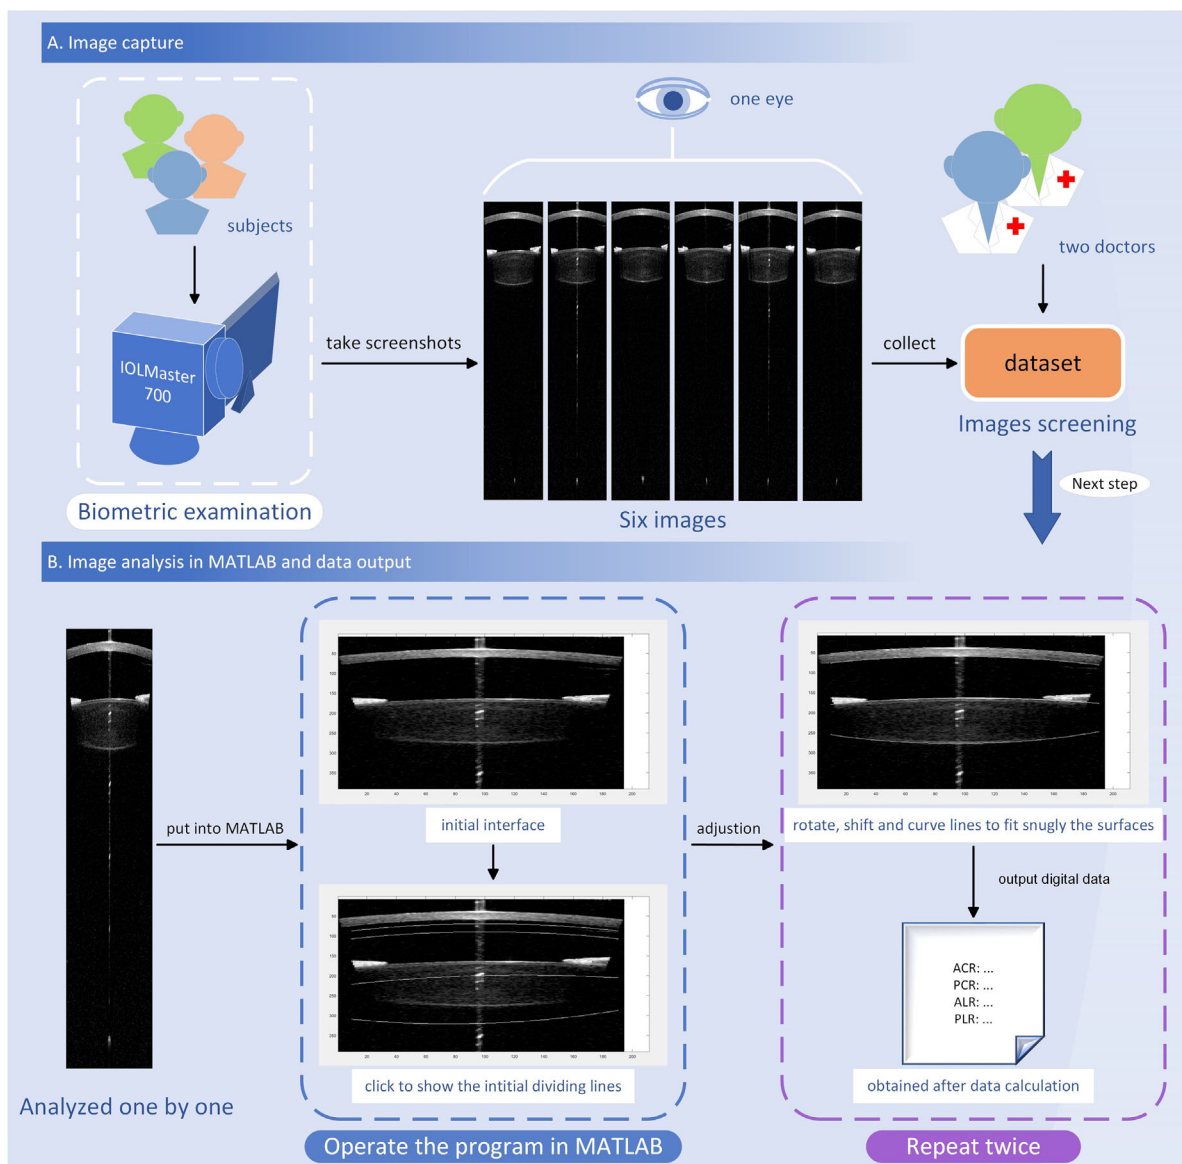 A. Image capture
one eye
subjects
two doctors
IOLMaster
700
take screenshots
collect
dataset
Images screening
Biometric examination
Six images
Next step
B. Image analysis in MATLAB and data output
put into MATLAB
initial interface
adjustion
rotate, shift and curve lines to fit snugly the surfaces
output digital data
ACR: ...
PCR: ...
ALR: ...
PLR: ...
click to show the intitial dividing lines
obtained after data calculation
Analyzed one by one
Operate the program in MATLAB
Repeat twice